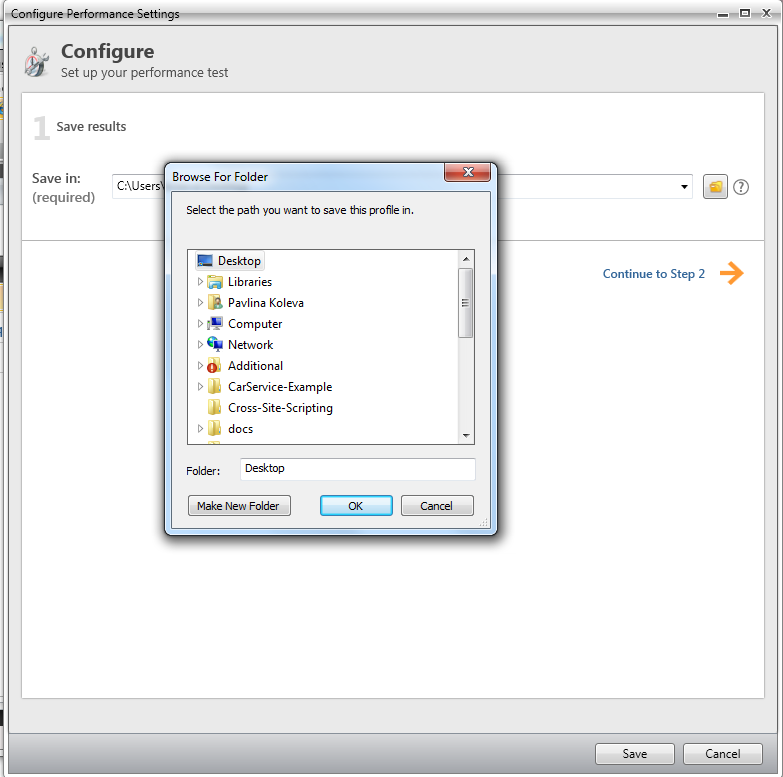 Configure Performance Settings
Configure
Set up your performance test
1 Save results
Save in:
(required)
C:\Users\
Browse For Folder
Select the path you want to save this profile in.
Desktop
Libraries
Pavlina Koleva
Computer
Network
Additional
CarService-Example
Cross-Site-Scripting
docs
Folder: Desktop
Make New Folder OK Cancel
Continue to Step 2
Save Cancel